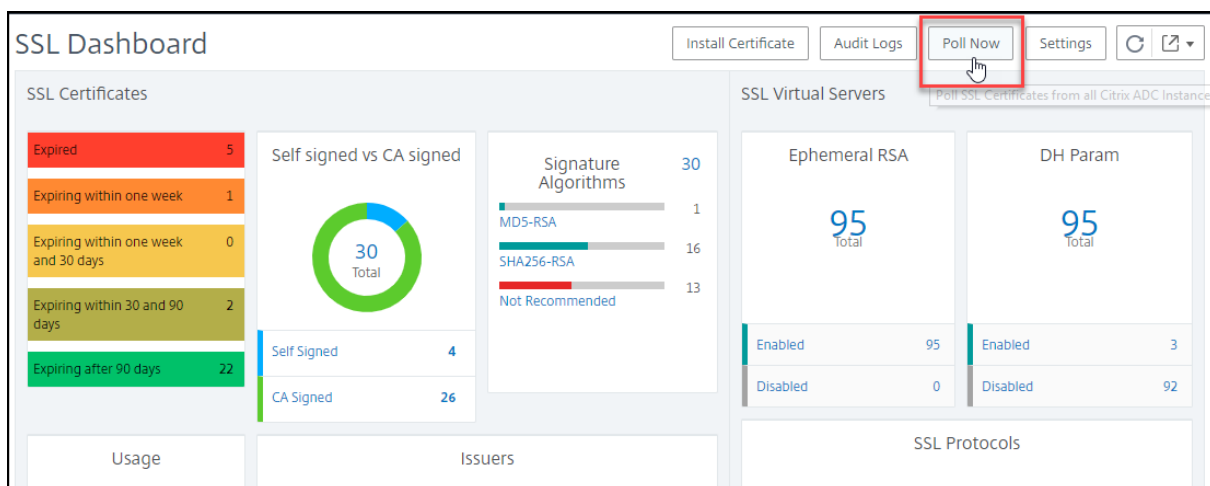 SSL Dashboard
Install Certificate
Audit Logs
Poll Now
Settings
Poll SSL Certificates from all Citrix ADC Instance
SSL Certificates
Expired 5
Expiring within one week 1
Expiring within one week 0
and 30 days
Expiring within 30 and 90 2
days
Expiring after 90 days 22
Self signed vs CA signed
30
Total
Self Signed 4
CA Signed 26
Signature 30
Algorithms
1
MD5-RSA
16
SHA256-RSA
13
Not Recommended
SSL Virtual Servers
Ephemeral RSA
95
Total
Enabled 95
Disabled 0
DH Param
95
Total
Enabled 3
Disabled 92
Usage
Issuers
SSL Protocols